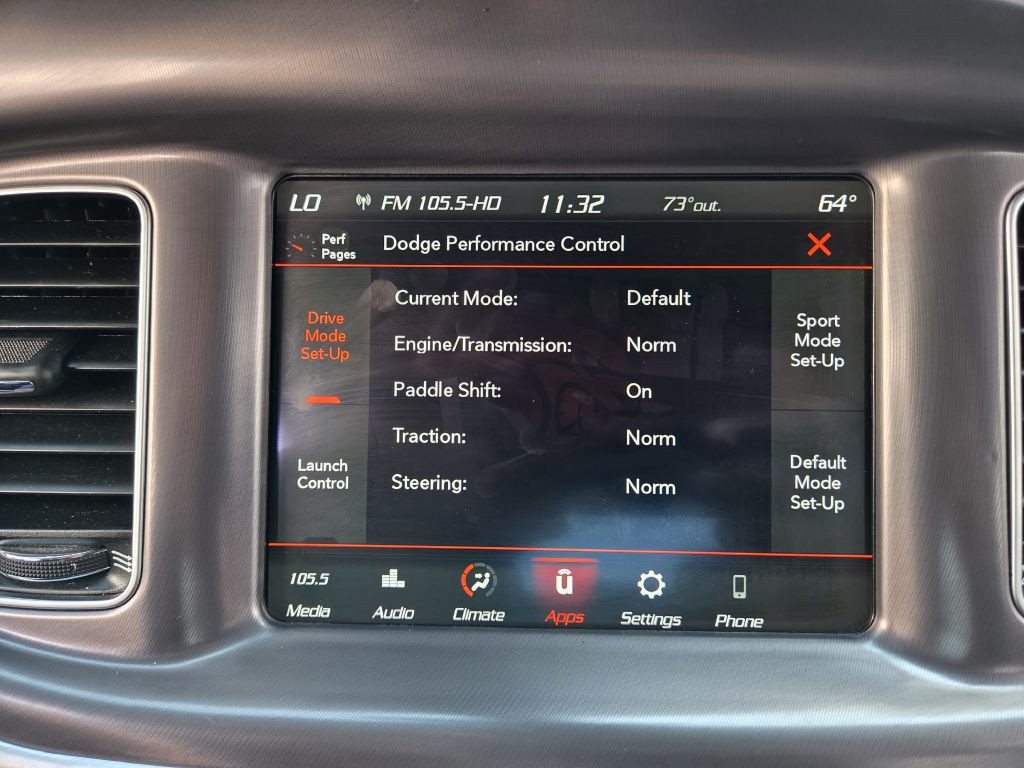 LO FM 105.5-HD 11:32 73°out. 64°
Perf
Pages
Dodge Performance Control
Drive
Mode
Set-Up
Launch
Control
Current Mode: Default
Engine/Transmission: Norm
Paddle Shift: On
Traction: Norm
Steering: Norm
Sport
Mode
Set-Up
Default
Mode
Set-Up
105.5
Media Audio Climate Apps Settings Phone